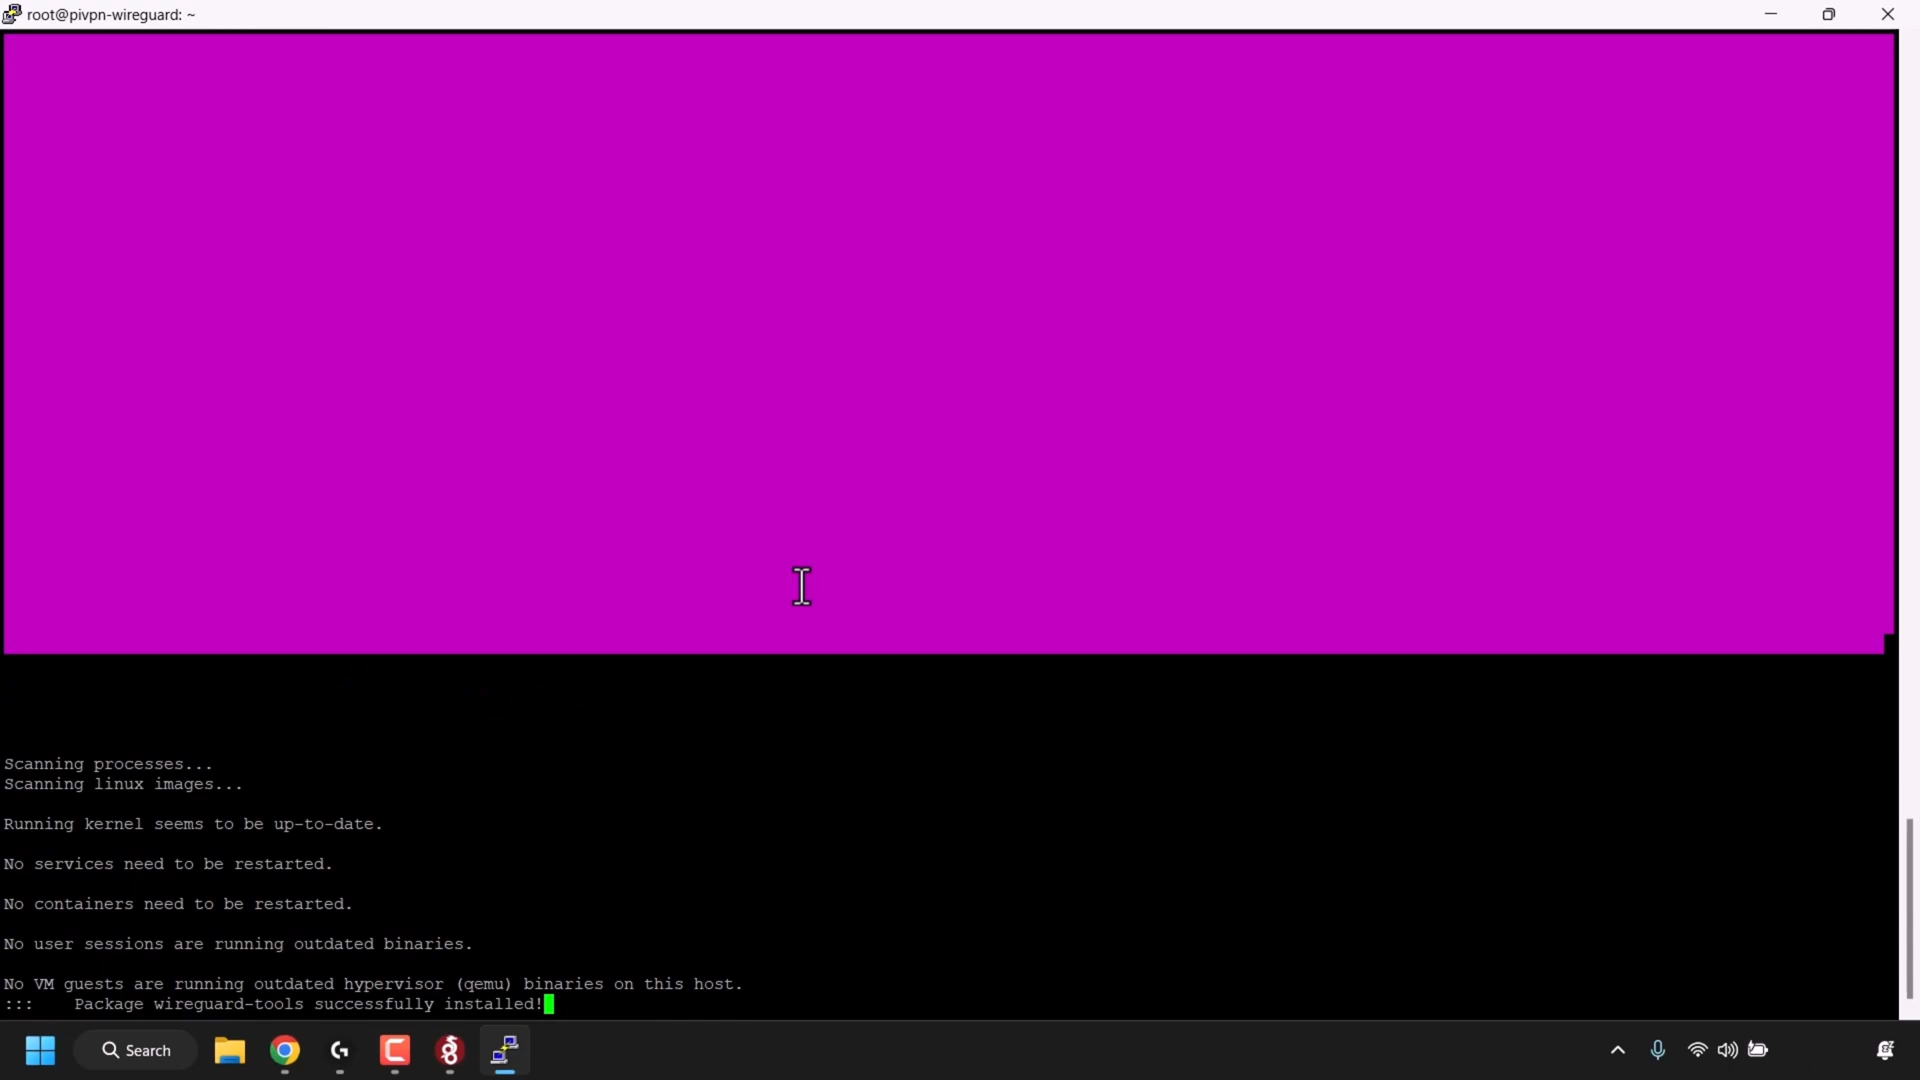 root@pivpn-wireguard: ~
Scanning processes...
Scanning linux images...
Running kernel seems to be up-to-date.
No services need to be restarted.
No containers need to be restarted.
No user sessions are running outdated binaries.
No VM guests are running outdated hypervisor (qemu) binaries on this host.
:::    Package wireguard-tools successfully installed!
Search